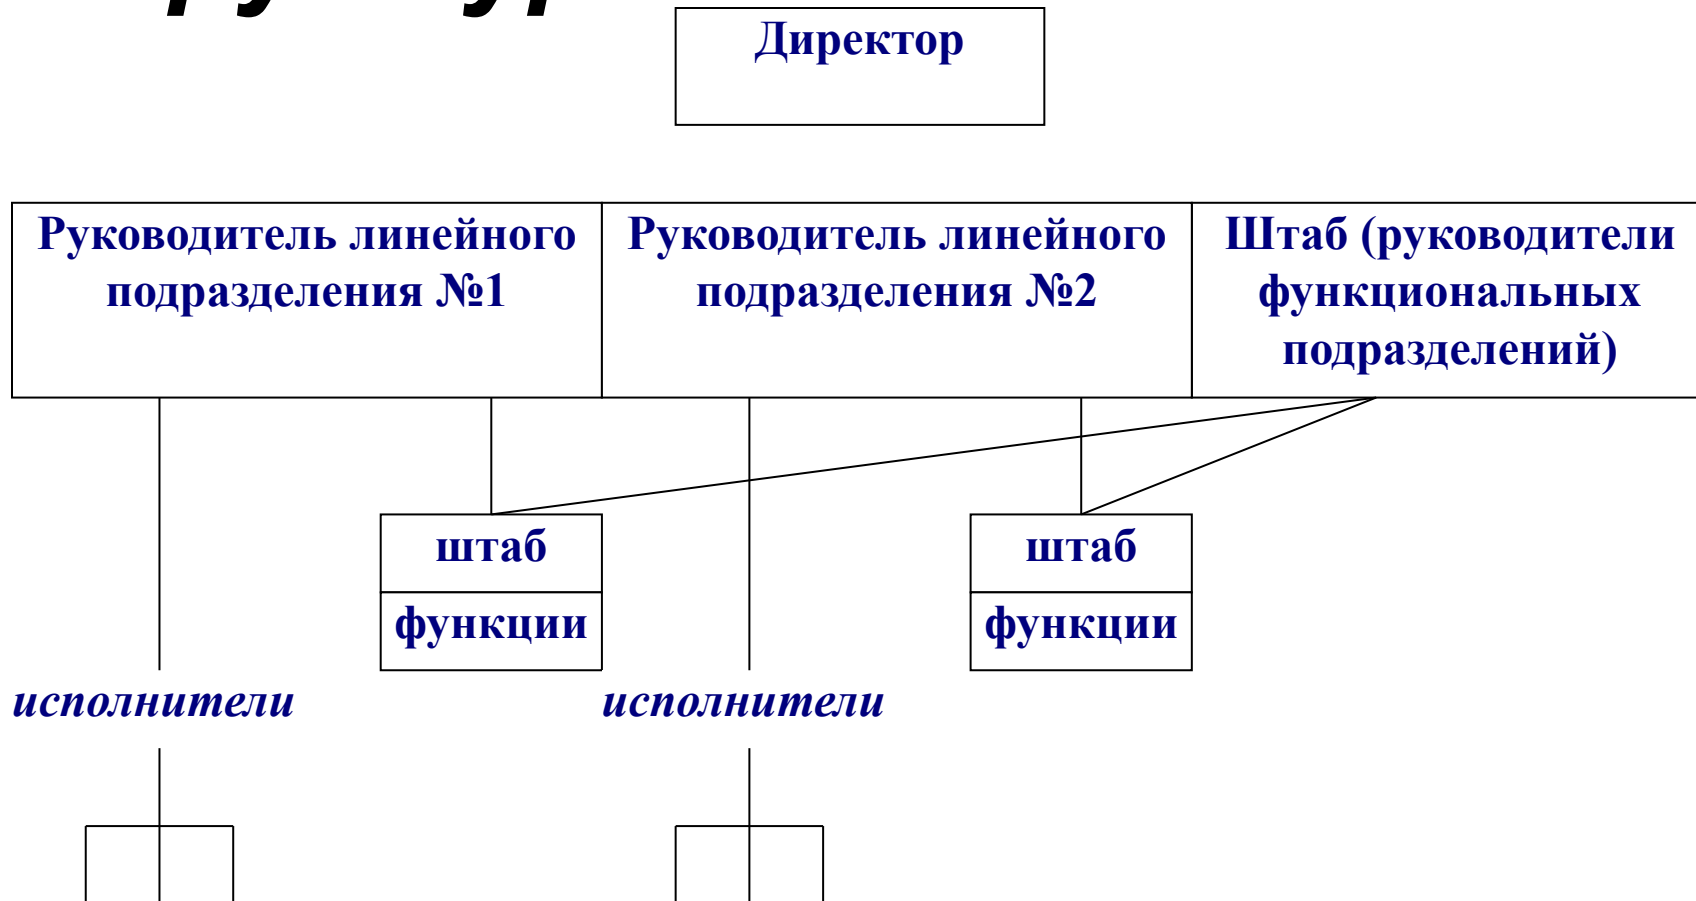 Директор
Руководитель линейного
подразделения №1
Руководитель линейного
подразделения №2
Штаб (руководители
функциональных
подразделений)
штаб
функции
штаб
функции
исполнители
исполнители